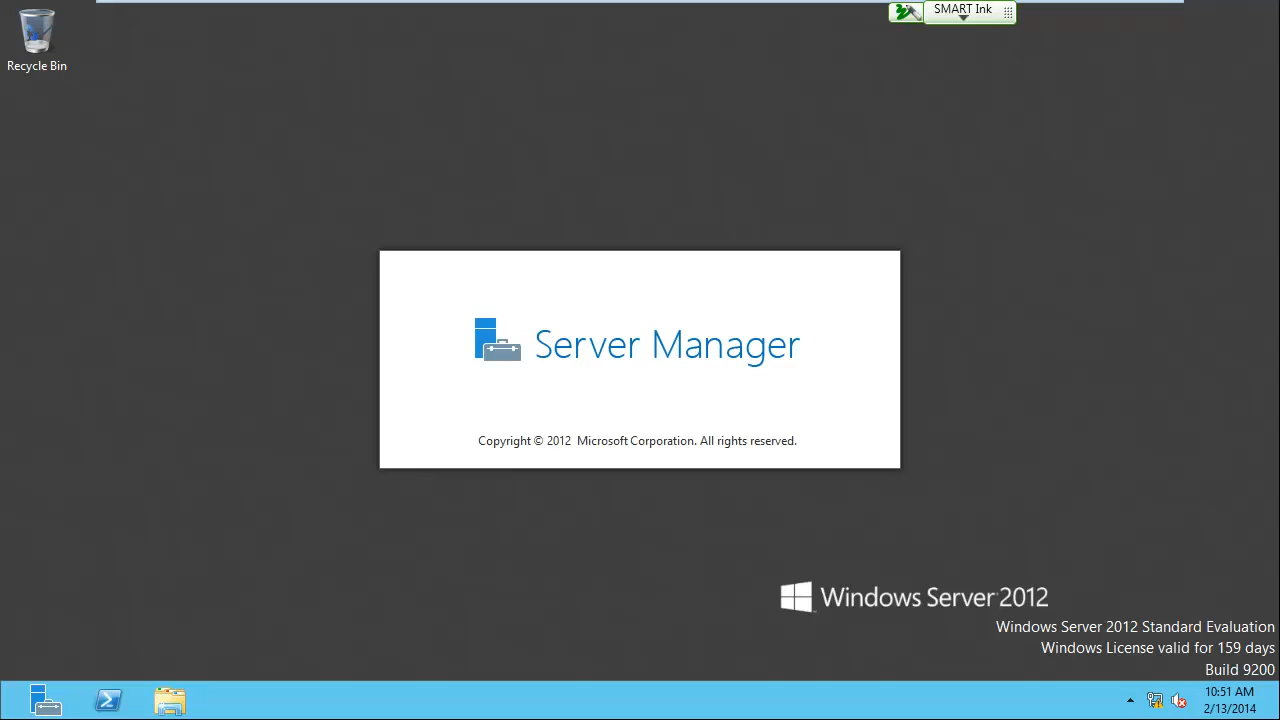 SMART Ink
Recycle Bin
Server Manager
Copyright © 2012 Microsoft Corporation. All rights reserved.
Windows Server 2012
Windows Server 2012 Standard Evaluation
Windows License valid for 159 days
Build 9200
10:51 AM
2/13/2014